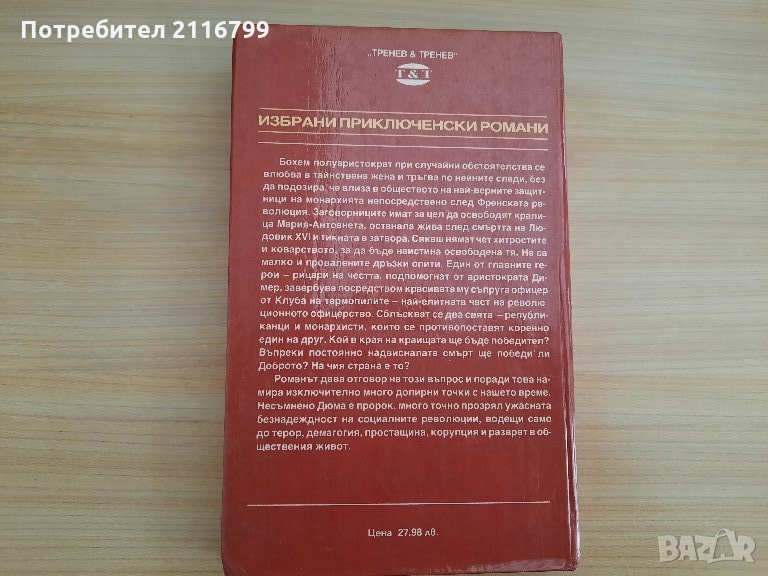 Потребител 2116799
„ТРЕНЕВ & ТРЕНЕВ“
T & T
ИЗБРАНИ ПРИКЛЮЧЕНСКИ РОМАНИ
Бохем полуаристократ при случайни обстоятелства се
влюбва в тайнствена жена и тръгва по нейните следи, без
да подозира, че влиза в обществото на най-верните защит-
ници на монархията непосредствено след Френската ре-
волюция. Заговорниците имат за цел да освободят крали-
ца Мария-Антоанета, останала жива след смъртта на Лю-
довик XVI и тикната в затвора. Сякаш нямат чет хитростите
и коварството, за да бъде наистина освободена тя. Не са
малко и провалените дръзки опити. Един от главните ге-
рои – рицари на честта, подпомогнат от аристократа Ди-
мер, завербува посредством красивата му съпруга офицер
от Клуба на термопилите – най-елитната част на револю-
ционното офицерство. Сблъскват се два свята – републи-
канци и монархисти, които се противопоставят коренно
един на друг. Кой в края на краищата ще бъде победител?
Въпреки постоянно надвисналата смърт ще победи ли
Доброто? На чия страна е то?
Романът дава отговор на този въпрос и поради това на-
мира изключително много допирни точки с нашето време.
Несъмнено Дюма е пророк, много точно прозрял ужасната
безнадеждност на социалните революции, водещи само
до терор, демагогия, простащина, корупция и разврат в об-
ществения живот.
Цена 27.98 лв.
BAZAR